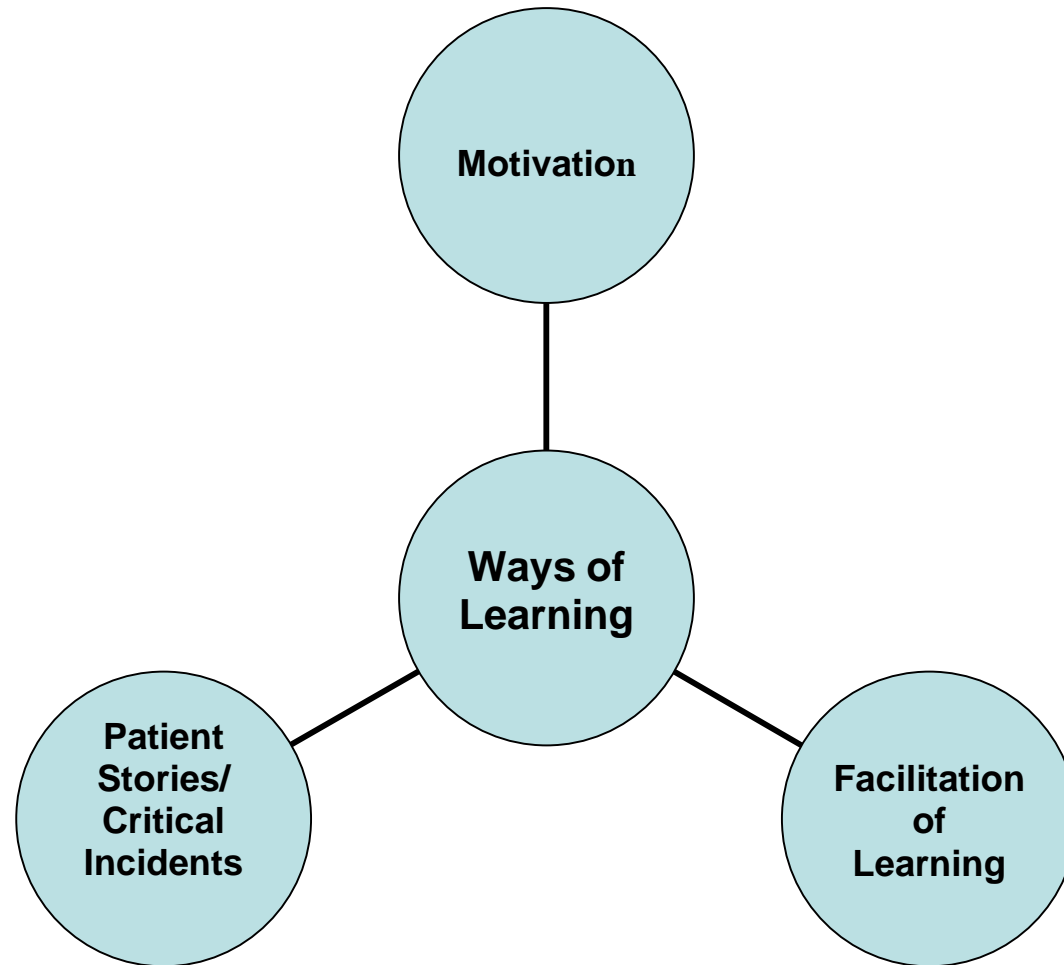 Motivation
Ways of
Learning
Patient
Stories/
Critical
Incidents
Facilitation
of
Learning